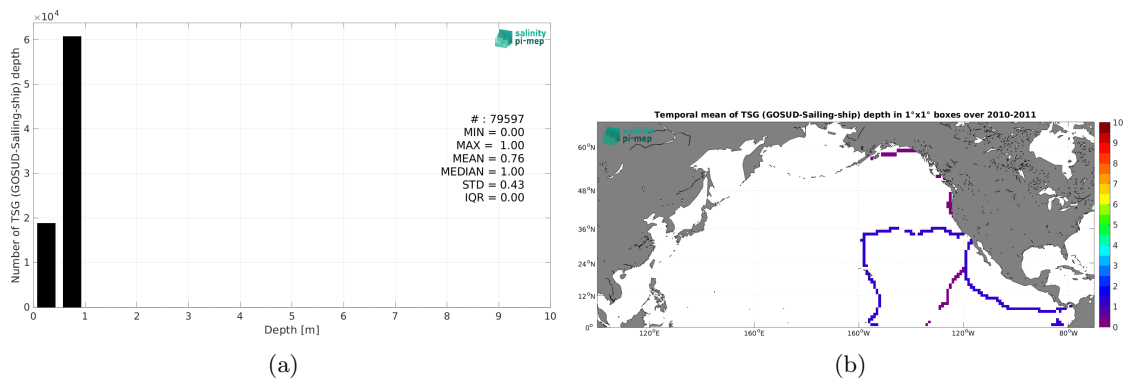 ×10⁴
salinity
pi-mep
Number of TSG (GOSUD-Sailing-ship) depth
6
5
4
3
2
1
0
# : 79597
MIN = 0.00
MAX = 1.00
MEAN = 0.76
MEDIAN = 1.00
STD = 0.43
IQR = 0.00
0 1 2 3 4 5 6 7 8 9 10
Depth [m]
(a)
Temporal mean of TSG (GOSUD-Sailing-ship) depth in 1°x1° boxes over 2010-2011
salinity
pi-mep
60°N
48°N
36°N
24°N
12°N
0°
120°E 160°E 160°W 120°W 80°W
10
9
8
7
6
5
4
3
2
1
0
(b)